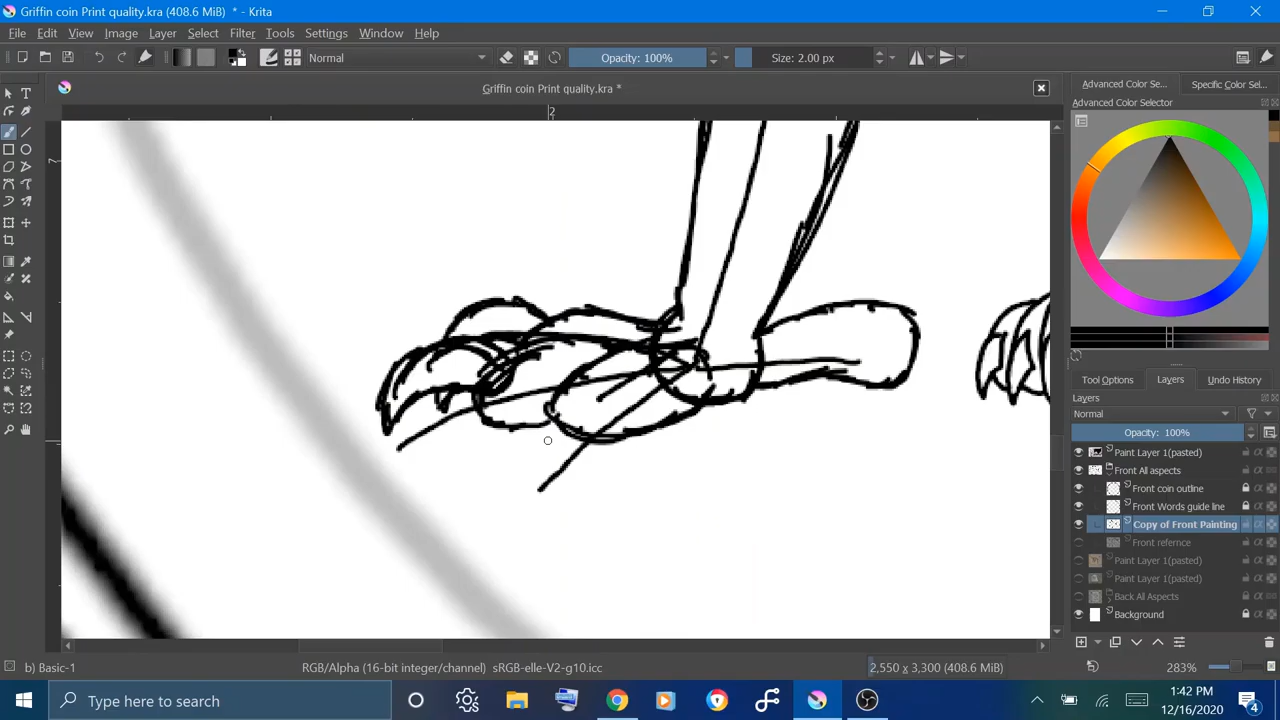 Griffin coin Print quality.kra (408.6 MiB) * - Krita
File Edit View Image Layer Select Filter Tools Settings Window Help
Normal Opacity: 100% Size: 2.00 px
Griffin coin Print quality.kra *
Advanced Color Se... Specific Color Sel...
Advanced Color Selector
2
Tool Options Layers Undo History
Layers
Normal
Opacity: 100%
Paint Layer 1(pasted)
Front All aspects
Front coin outline
Front Words guide line
Copy of Front Painting
Front refernce
Paint Layer 1(pasted)
Paint Layer 1(pasted)
Back All Aspects
Background
b) Basic-1 RGB/Alpha (16-bit integer/channel) sRGB-elle-V2-g10.icc 2,550 x 3,300 (408.6 MiB) 283%
Type here to search
1:42 PM
12/16/2020
4